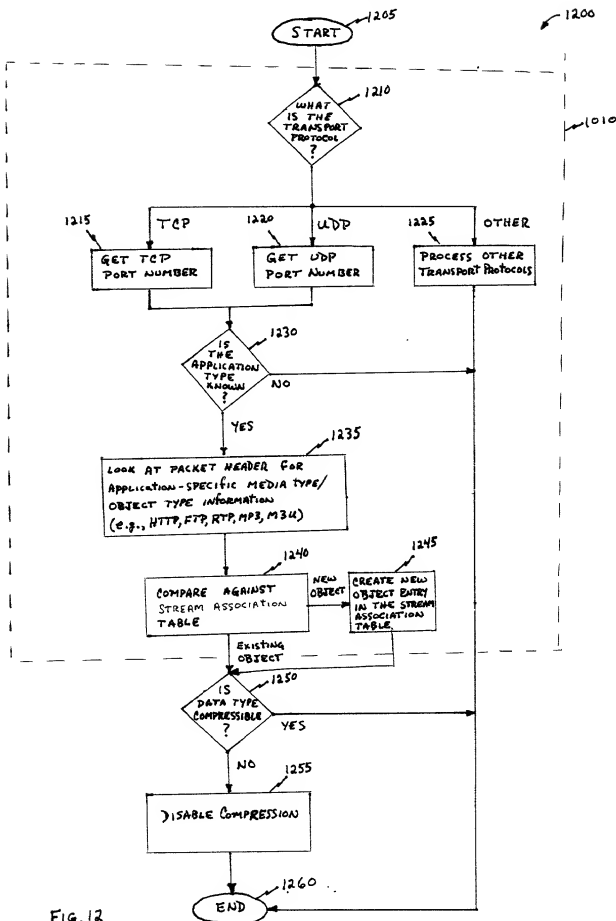 1205
START
1200
1210
WHAT
IS THE
TRANSPORT
PROTOCOL
?
1010
1215
TCP
1220
UDP
1225
OTHER
GET TCP
PORT NUMBER
GET UDP
PORT NUMBER
PROCESS OTHER
TRANSPORT PROTOCOLS
1230
IS
THE
APPLICATION
TYPE
KNOWN
?
NO
YES
1235
LOOK AT PACKET HEADER FOR
APPLICATION-SPECIFIC MEDIA TYPE/
OBJECT TYPE INFORMATION
(e.g., HTTP, FTP, RTP, MP3, M3U)
1240
COMPARE AGAINST
STREAM ASSOCIATION
TABLE
NEW
OBJECT
1245
CREATE NEW
OBJECT ENTRY
IN THE STREAM
ASSOCIATION
TABLE
EXISTING
OBJECT
1250
IS
DATA TYPE
COMPRESSIBLE
?
YES
NO
1255
DISABLE COMPRESSION
1260
END
FIG. 12